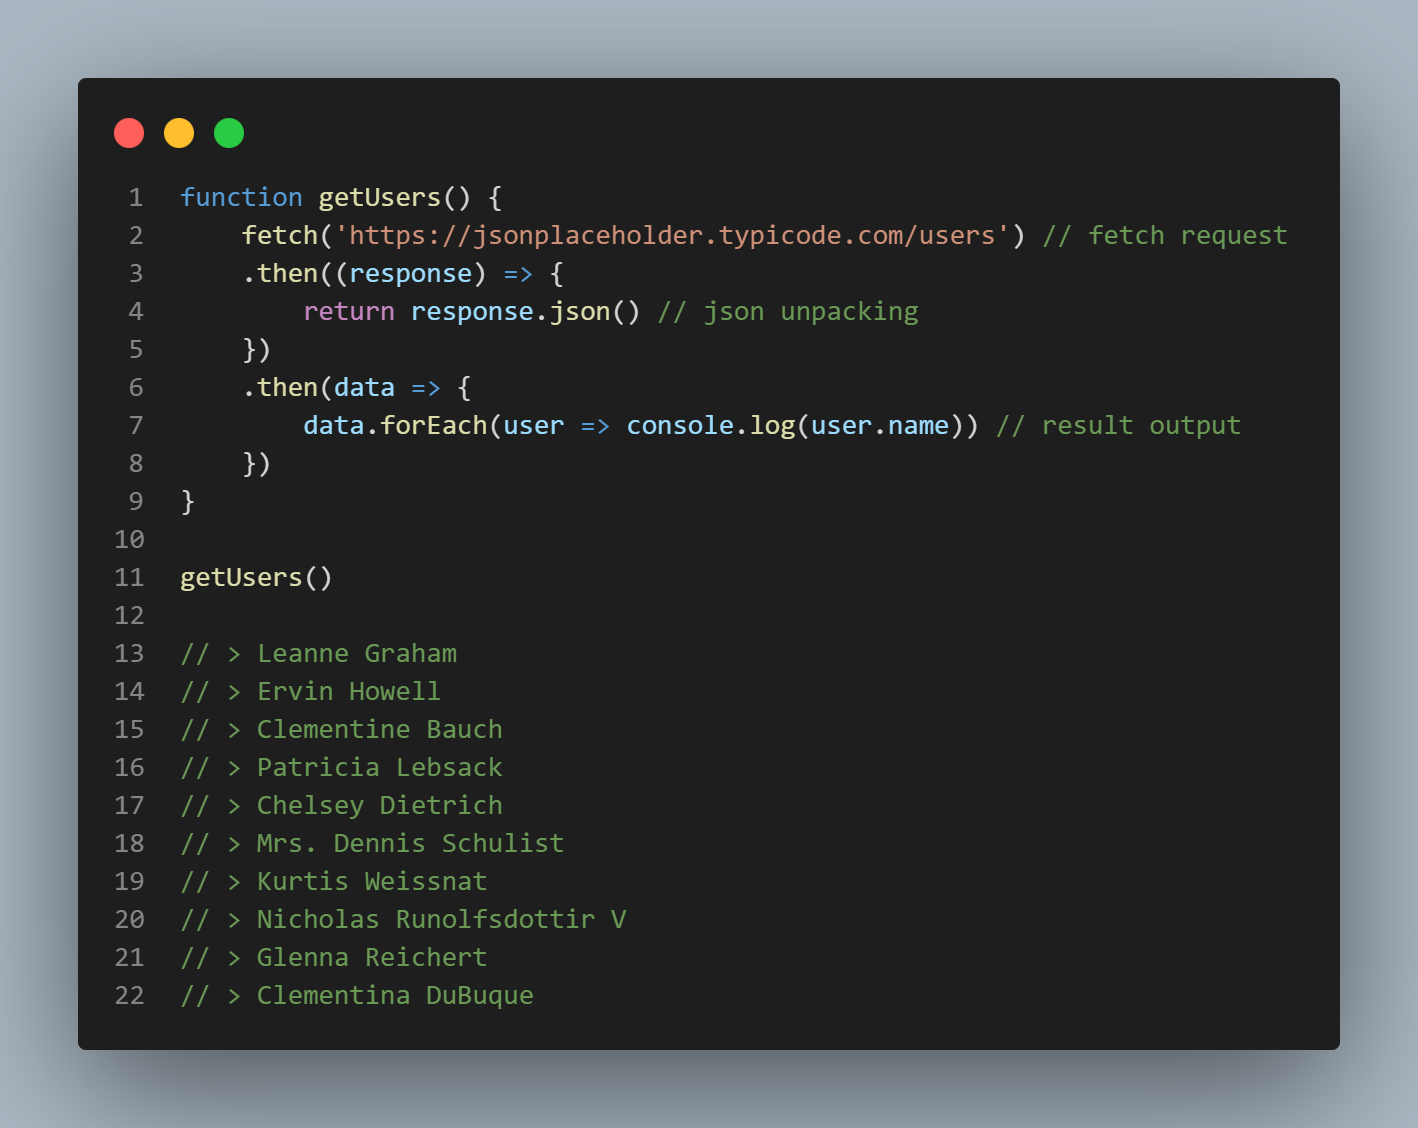 1 function getUsers() {
2     fetch('https://jsonplaceholder.typicode.com/users') // fetch request
3     .then((response) => {
4         return response.json() // json unpacking
5     })
6     .then(data => {
7         data.forEach(user => console.log(user.name)) // result output
8     })
9 }
10
11 getUsers()
12
13 // > Leanne Graham
14 // > Ervin Howell
15 // > Clementine Bauch
16 // > Patricia Lebsack
17 // > Chelsey Dietrich
18 // > Mrs. Dennis Schulist
19 // > Kurtis Weissnat
20 // > Nicholas Runolfsdottir V
21 // > Glenna Reichert
22 // > Clementina DuBuque